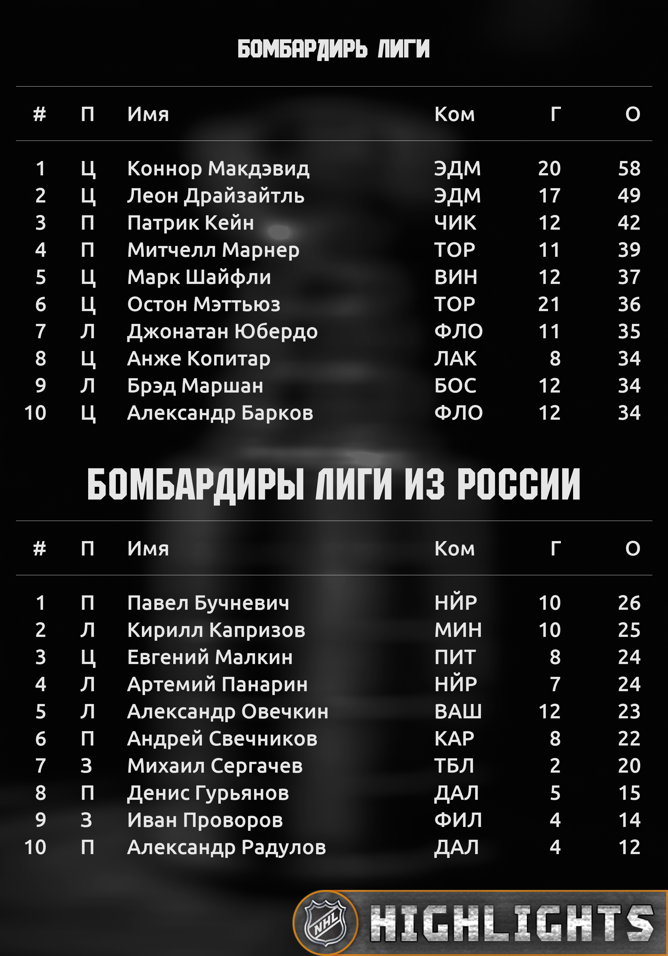 БОМБАРДИРЬ ЛИГИ
# П Имя Ком Г О
1 Ц Коннор Макдэвид ЭДМ 20 58
2 Ц Леон Драйзайтль ЭДМ 17 49
3 П Патрик Кейн ЧИК 12 42
4 П Митчелл Марнер ТОР 11 39
5 Ц Марк Шайфли ВИН 12 37
6 Ц Остон Мэттьюз ТОР 21 36
7 Л Джонатан Юбердо ФЛО 11 35
8 Ц Анже Копитар ЛАК 8 34
9 Л Брэд Маршан БОС 12 34
10 Ц Александр Барков ФЛО 12 34
БОМБАРДИРЫ ЛИГИ ИЗ РОССИИ
# П Имя Ком Г О
1 П Павел Бучневич НЙР 10 26
2 Л Кирилл Капризов МИН 10 25
3 Ц Евгений Малкин ПИТ 8 24
4 Л Артемий Панарин НЙР 7 24
5 Л Александр Овечкин ВАШ 12 23
6 П Андрей Свечников КАР 8 22
7 З Михаил Сергачев ТБЛ 2 20
8 П Денис Гурьянов ДАЛ 5 15
9 З Иван Проворов ФИЛ 4 14
10 П Александр Радулов ДАЛ 4 12
NHL HIGHLIGHTS